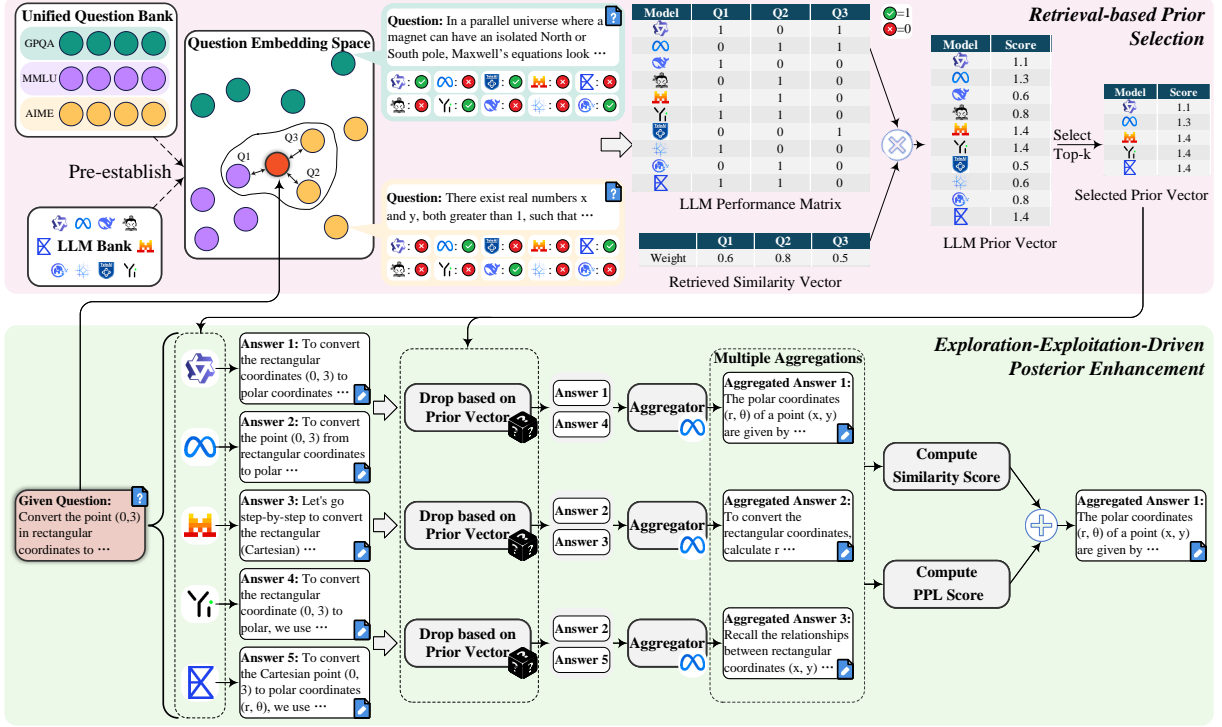 Unified Question Bank
GPQA
MMLU
AIME
Pre-establish
LLM Bank
Question Embedding Space
Q1
Q3
Q2
Question: In a parallel universe where a
magnet can have an isolated North or
South pole, Maxwell's equations look ···
Question: There exist real numbers x
and y, both greater than 1, such that ···
Model Q1 Q2 Q3
1 0 1
0 1 1
1 0 0
0 1 0
1 1 0
1 1 0
0 0 1
1 0 0
0 1 0
1 1 0
LLM Performance Matrix
Q1 Q2 Q3
Weight 0.6 0.8 0.5
Retrieved Similarity Vector
=1
=0
Model Score
1.1
1.3
0.6
0.8
1.4
1.4
0.5
0.6
0.8
1.4
LLM Prior Vector
Select
Top-k
Retrieval-based Prior
Selection
Model Score
1.1
1.3
1.4
1.4
1.4
Selected Prior Vector
Exploration-Exploitation-Driven
Posterior Enhancement
Given Question:
Convert the point (0,3)
in rectangular
coordinates to ···
Answer 1: To convert
the rectangular
coordinates (0, 3) to
polar coordinates ···
Answer 2: To convert
the point (0, 3) from
rectangular coordinates
to polar ···
Answer 3: Let's go
step-by-step to convert
the rectangular
(Cartesian) ···
Answer 4: To convert
the rectangular
coordinate (0, 3) to
polar, we use ···
Answer 5: To convert
the Cartesian point (0,
3) to polar coordinates
(r, θ), we use ···
Drop based on
Prior Vector
Answer 1
Answer 4
Aggregator
Drop based on
Prior Vector
Answer 2
Answer 3
Aggregator
Drop based on
Prior Vector
Answer 2
Answer 5
Aggregator
Multiple Aggregations
Aggregated Answer 1:
The polar coordinates
(r, θ) of a point (x, y)
are given by ···
Aggregated Answer 2:
To convert the
rectangular coordinates,
calculate r ···
Aggregated Answer 3:
Recall the relationships
between rectangular
coordinates (x, y) ···
Compute
Similarity Score
Compute
PPL Score
Aggregated Answer 1:
The polar coordinates
(r, θ) of a point (x, y)
are given by ···